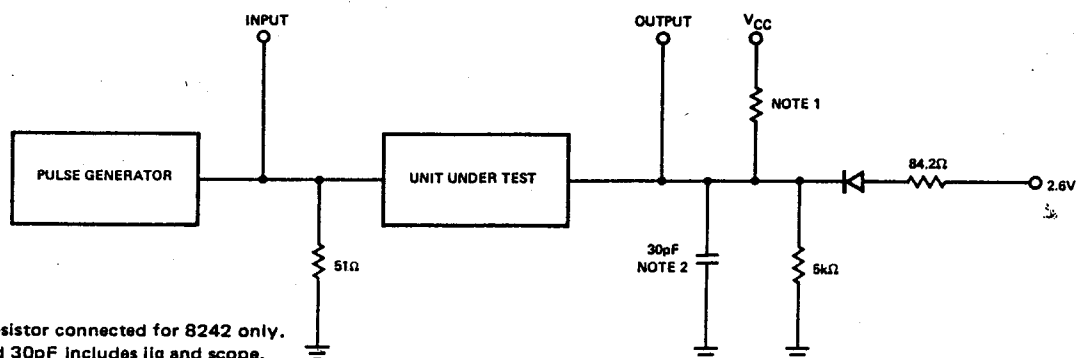 INPUT
OUTPUT
VCC
NOTE 1
84.2Ω
PULSE GENERATOR
UNIT UNDER TEST
2.6V
51Ω
30pF
NOTE 2
5kΩ
esistor connected for 8242 only.
d 30pF includes jig and scope.